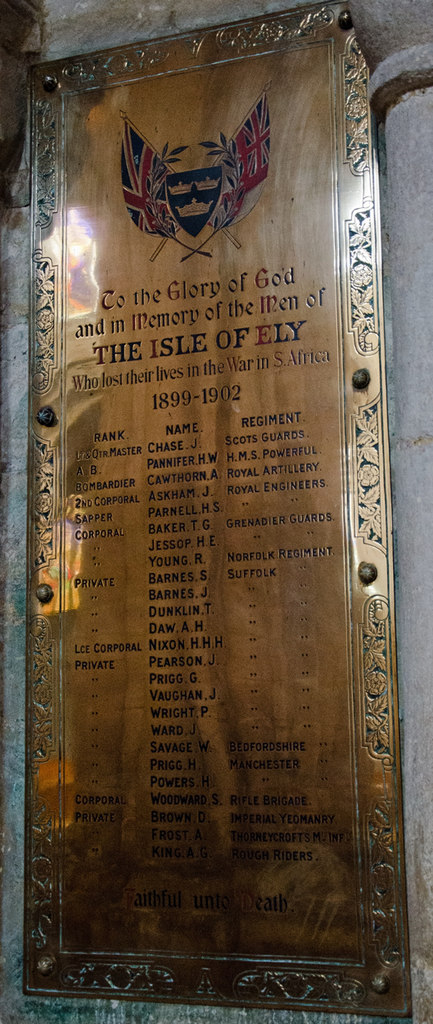 To the Glory of God
and in Memory of the Men of
THE ISLE OF ELY
Who lost their lives in the War in S. Africa
1899-1902
RANK. NAME. REGIMENT.
Lt & Qtr. Master CHASE. J. SCOTS GUARDS.
A. B. PANNIFER. H.W. H.M.S. POWERFUL.
BOMBARDIER CAWTHORN. A. ROYAL ARTILLERY.
2ND CORPORAL ASKHAM. J. ROYAL ENGINEERS.
SAPPER PARNELL. H.S. " "
CORPORAL BAKER. T.G. GRENADIER GUARDS.
" JESSOP. H.E. " "
" YOUNG. R. NORFOLK REGIMENT.
PRIVATE BARNES. S. SUFFOLK "
" BARNES. J. " "
" DUNKLIN. T. " "
" DAW. A.H. " "
LCE CORPORAL NIXON. H.H.H. " "
PRIVATE PEARSON. J. " "
" PRIGG. G. " "
" VAUGHAN. J. " "
" WRIGHT. P. " "
" WARD. J. " "
" SAVAGE. W. BEDFORDSHIRE "
" PRIGG. H. MANCHESTER "
" POWERS. H. " "
CORPORAL WOODWARD. S. RIFLE BRIGADE.
PRIVATE BROWN. D. IMPERIAL YEOMANRY.
" FROST. A. THORNEYCROFTS M. INF.
" KING. A.G. ROUGH RIDERS.
Faithful unto Death.